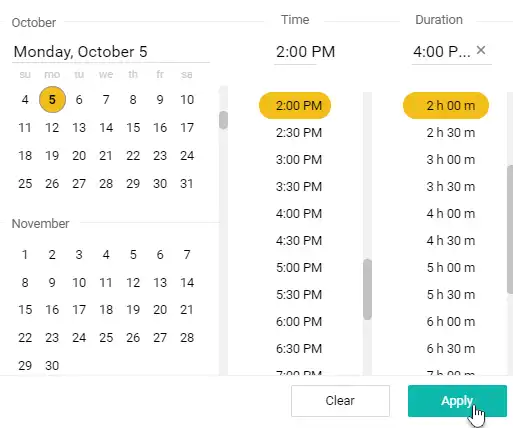 October
Time
Duration
Monday, October 5
2:00 PM
4:00 P... ×
su mo tu we th fr sa
4 5 6 7 8 9 10
11 12 13 14 15 16 17
18 19 20 21 22 23 24
25 26 27 28 29 30 31
November
1 2 3 4 5 6 7
8 9 10 11 12 13 14
15 16 17 18 19 20 21
22 23 24 25 26 27 28
29 30
2:00 PM
2:30 PM
3:00 PM
3:30 PM
4:00 PM
4:30 PM
5:00 PM
5:30 PM
6:00 PM
6:30 PM
7:00 PM
2 h 00 m
2 h 30 m
3 h 00 m
3 h 30 m
4 h 00 m
4 h 30 m
5 h 00 m
5 h 30 m
6 h 00 m
6 h 30 m
7 h 00 m
Clear
Apply